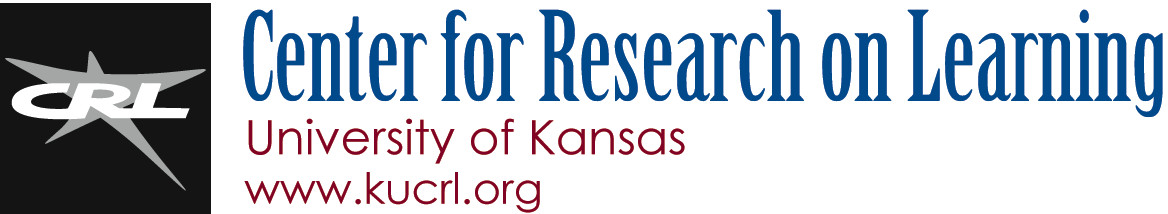 CRL
Center for Research on Learning
University of Kansas
www.kucrl.org